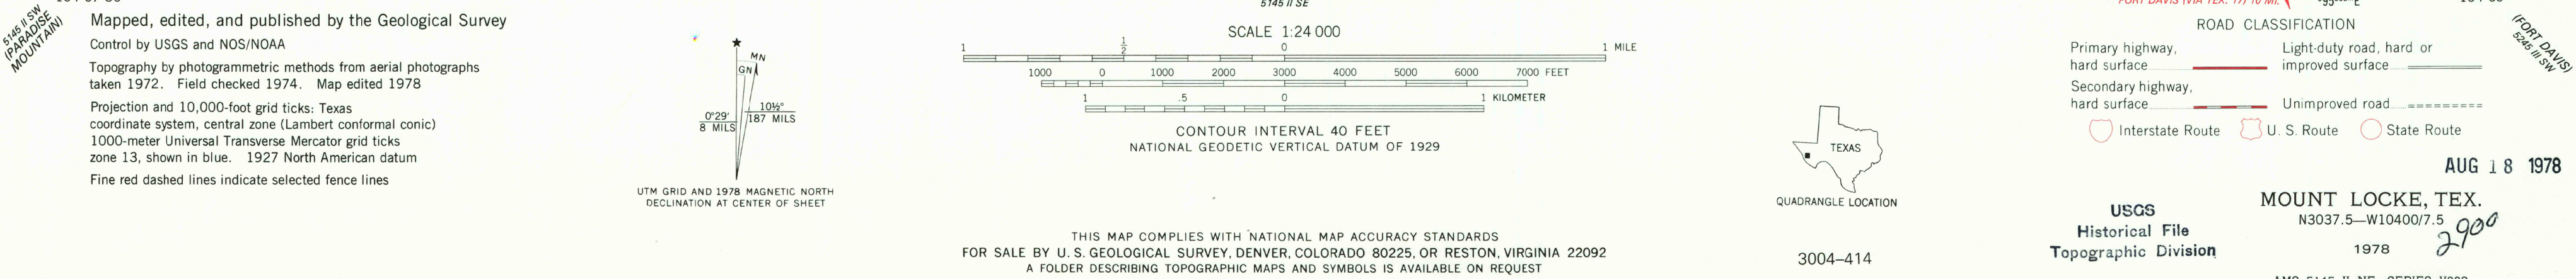 5145 II SW
(PARADISE
MOUNTAIN)
Mapped, edited, and published by the Geological Survey
Control by USGS and NOS/NOAA
Topography by photogrammetric methods from aerial photographs
taken 1972. Field checked 1974. Map edited 1978
Projection and 10,000-foot grid ticks: Texas
coordinate system, central zone (Lambert conformal conic)
1000-meter Universal Transverse Mercator grid ticks
zone 13, shown in blue. 1927 North American datum
Fine red dashed lines indicate selected fence lines
MN
GN
0°29'
8 MILS
10½°
187 MILS
UTM GRID AND 1978 MAGNETIC NORTH
DECLINATION AT CENTER OF SHEET
5145 II SE
SCALE 1:24 000
1 ½ 0 1 MILE
1000 0 1000 2000 3000 4000 5000 6000 7000 FEET
1 .5 0 1 KILOMETER
CONTOUR INTERVAL 40 FEET
NATIONAL GEODETIC VERTICAL DATUM OF 1929
THIS MAP COMPLIES WITH NATIONAL MAP ACCURACY STANDARDS
FOR SALE BY U. S. GEOLOGICAL SURVEY, DENVER, COLORADO 80225, OR RESTON, VIRGINIA 22092
A FOLDER DESCRIBING TOPOGRAPHIC MAPS AND SYMBOLS IS AVAILABLE ON REQUEST
TEXAS
QUADRANGLE LOCATION
3004–414
FORT DAVIS (VIA TEX. 17) 10 MI.
ROAD CLASSIFICATION
Primary highway,
hard surface
Light-duty road, hard or
improved surface
Secondary highway,
hard surface
Unimproved road
Interstate Route
U. S. Route
State Route
(FORT DAVIS)
5245 III SW
AUG 18 1978
USGS
Historical File
Topographic Division
MOUNT LOCKE, TEX.
N3037.5—W10400/7.5
1978
2900